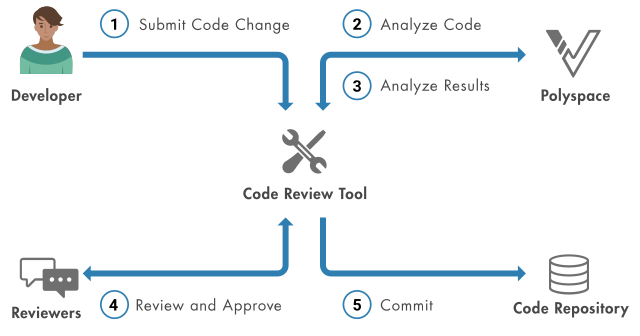 1 Submit Code Change
2 Analyze Code
3 Analyze Results
Developer
Polyspace
Code Review Tool
4 Review and Approve
5 Commit
Reviewers
Code Repository